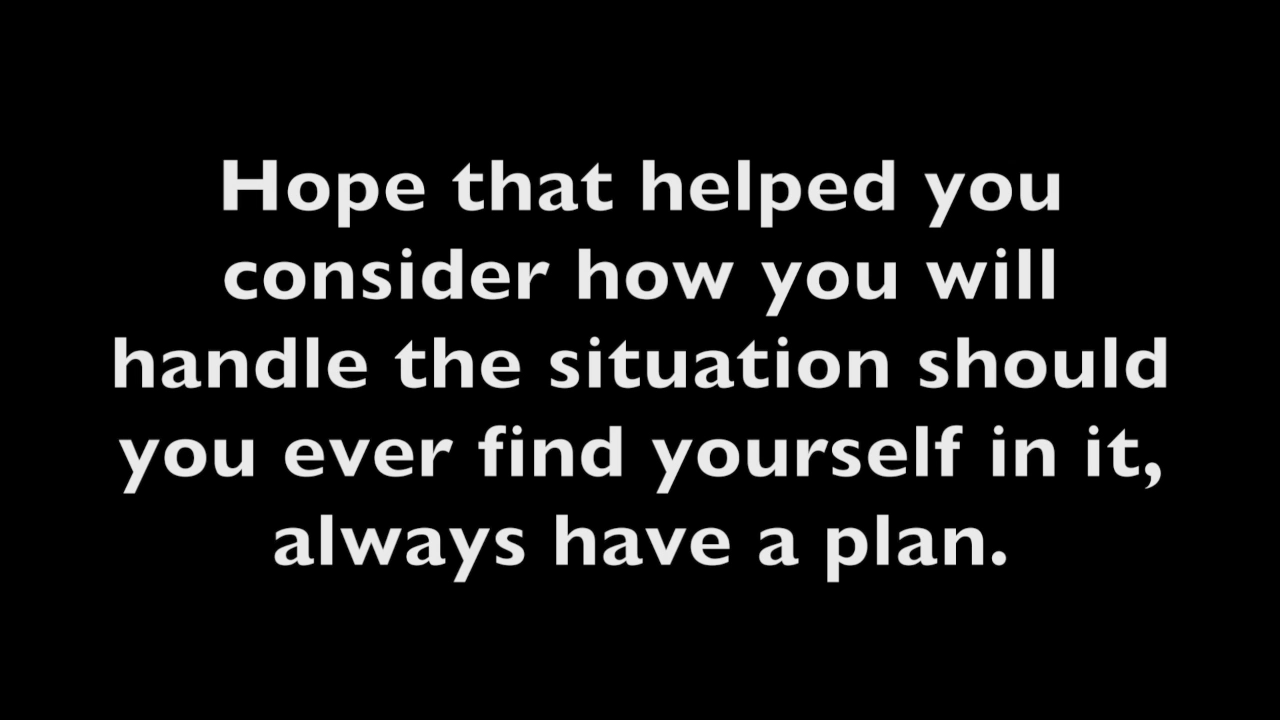 Hope that helped you
consider how you will
handle the situation should
you ever find yourself in it,
always have a plan.